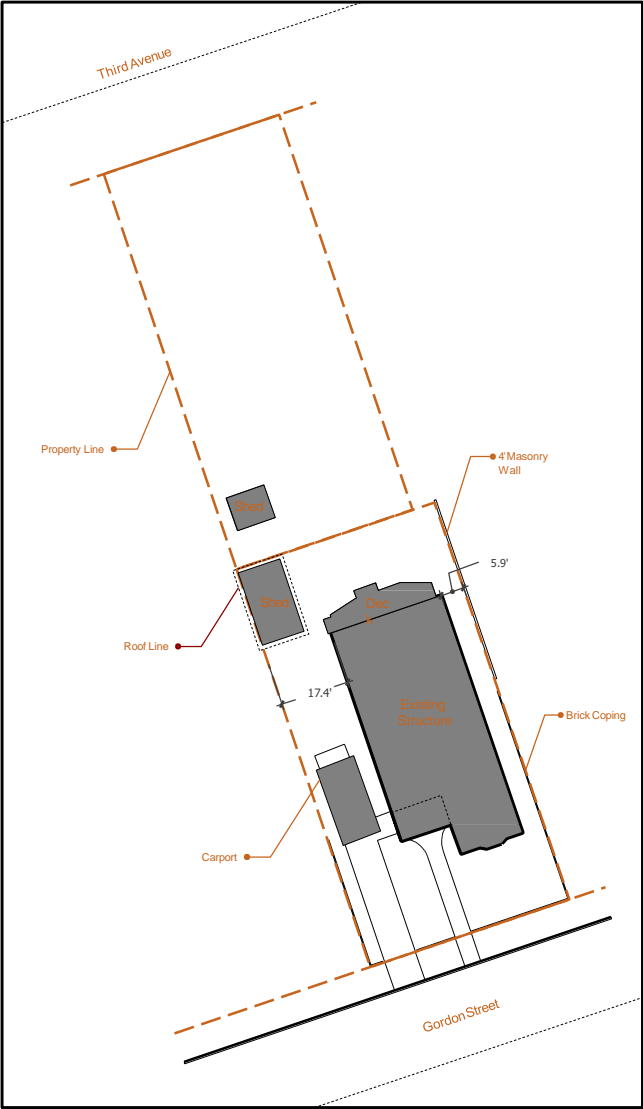 Third Avenue
Property Line
4' Masonry
Wall
Shed
5.9'
Shed
Dec
Roof Line
17.4'
Existing
Structure
Brick Coping
Carport
Gordon Street